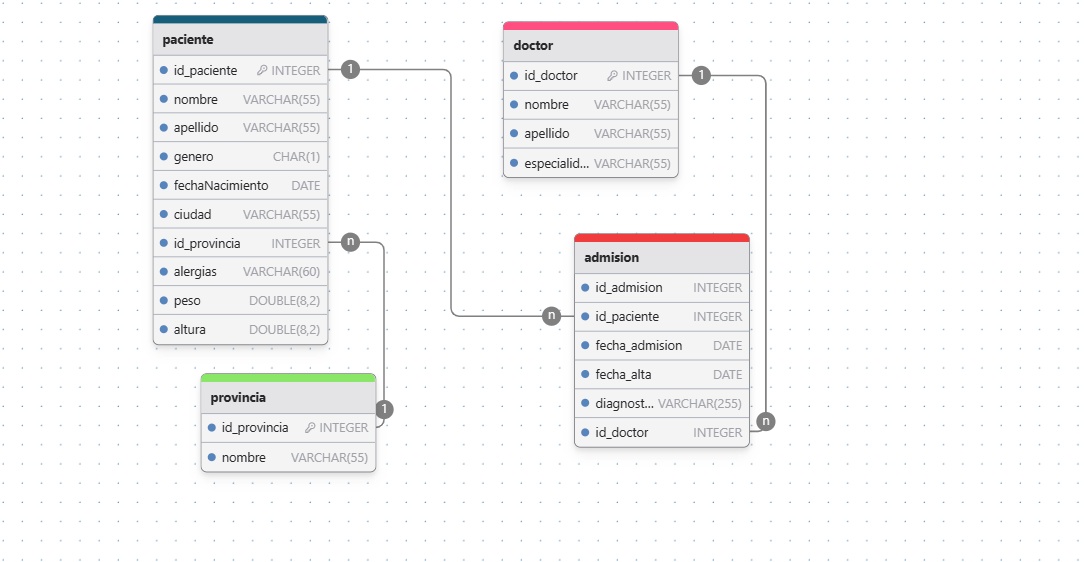 paciente
id_paciente INTEGER
nombre VARCHAR(55)
apellido VARCHAR(55)
genero CHAR(1)
fechaNacimiento DATE
ciudad VARCHAR(55)
id_provincia INTEGER
alergias VARCHAR(60)
peso DOUBLE(8,2)
altura DOUBLE(8,2)
provincia
id_provincia INTEGER
nombre VARCHAR(55)
doctor
id_doctor INTEGER
nombre VARCHAR(55)
apellido VARCHAR(55)
especialid... VARCHAR(55)
admision
id_admision INTEGER
id_paciente INTEGER
fecha_admision DATE
fecha_alta DATE
diagnost... VARCHAR(255)
id_doctor INTEGER
1
n
n
1
1
n